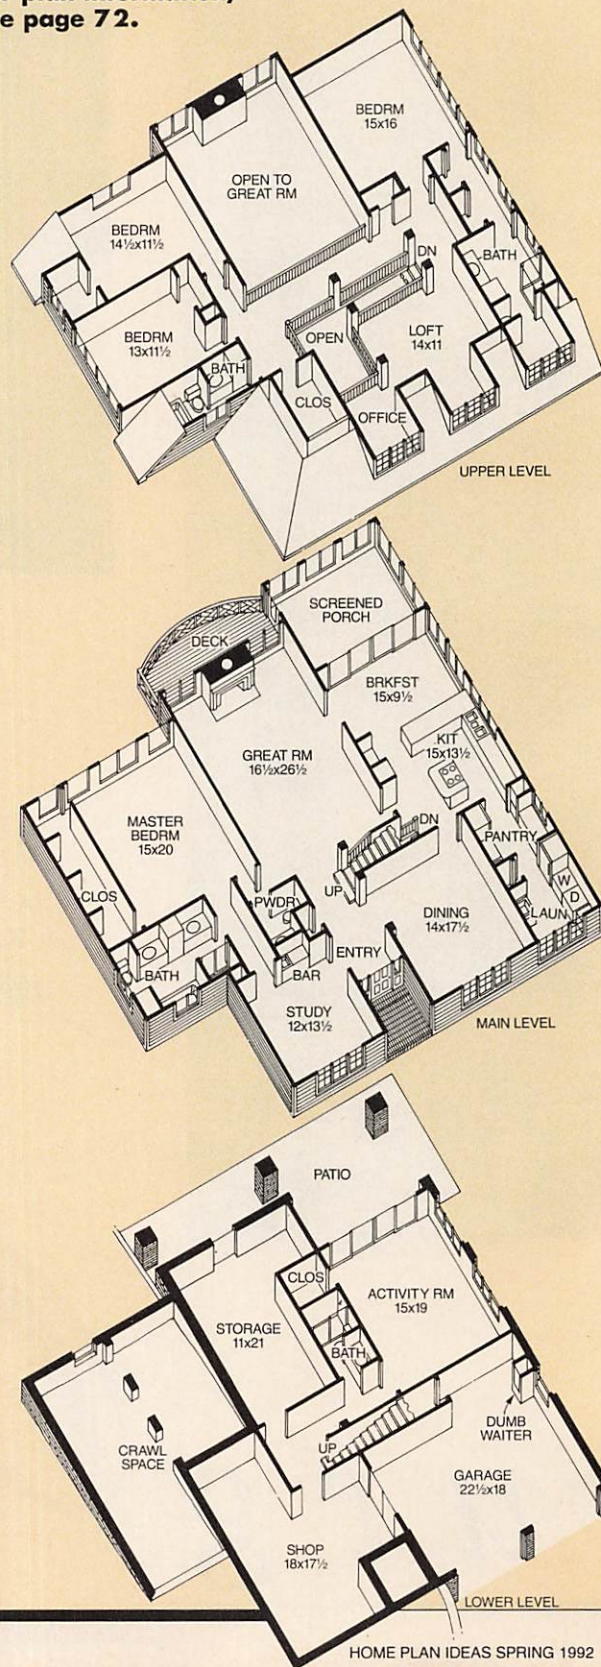 e page 72.
BEDRM
15x16
OPEN TO
GREAT RM
BEDRM
14½x11½
DN
BATH
BEDRM
13x11½
LOFT
14x11
OPEN
BATH
CLOS
OFFICE
UPPER LEVEL
SCREENED
PORCH
DECK
BRKFST
15x9½
GREAT RM
16½x26½
KIT
15x13½
MASTER
BEDRM
15x20
DN
PANTRY
CLOS
UP
PWDR
W
D
DINING
14x17½
LAUN
ENTRY
BATH
BAR
STUDY
12x13½
MAIN LEVEL
PATIO
CLOS
ACTIVITY RM
15x19
STORAGE
11x21
BATH
DUMB
WAITER
UP
CRAWL
SPACE
GARAGE
22½x18
SHOP
18x17½
LOWER LEVEL
HOME PLAN IDEAS SPRING 1992